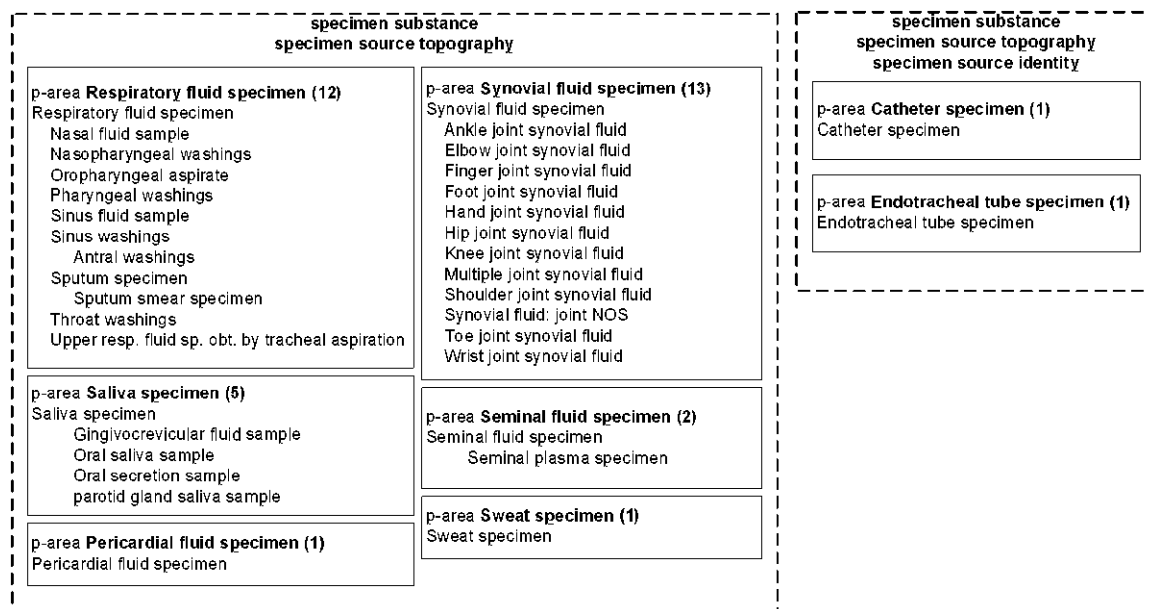 specimen substance
specimen source topography
p-area Respiratory fluid specimen (12)
Respiratory fluid specimen
Nasal fluid sample
Nasopharyngeal washings
Oropharyngeal aspirate
Pharyngeal washings
Sinus fluid sample
Sinus washings
Antral washings
Sputum specimen
Sputum smear specimen
Throat washings
Upper resp. fluid sp. obt. by tracheal aspiration
p-area Saliva specimen (5)
Saliva specimen
Gingivocrevicular fluid sample
Oral saliva sample
Oral secretion sample
parotid gland saliva sample
p-area Pericardial fluid specimen (1)
Pericardial fluid specimen
p-area Synovial fluid specimen (13)
Synovial fluid specimen
Ankle joint synovial fluid
Elbow joint synovial fluid
Finger joint synovial fluid
Foot joint synovial fluid
Hand joint synovial fluid
Hip joint synovial fluid
Knee joint synovial fluid
Multiple joint synovial fluid
Shoulder joint synovial fluid
Synovial fluid: joint NOS
Toe joint synovial fluid
Wrist joint synovial fluid
p-area Seminal fluid specimen (2)
Seminal fluid specimen
Seminal plasma specimen
p-area Sweat specimen (1)
Sweat specimen
specimen substance
specimen source topography
specimen source identity
p-area Catheter specimen (1)
Catheter specimen
p-area Endotracheal tube specimen (1)
Endotracheal tube specimen